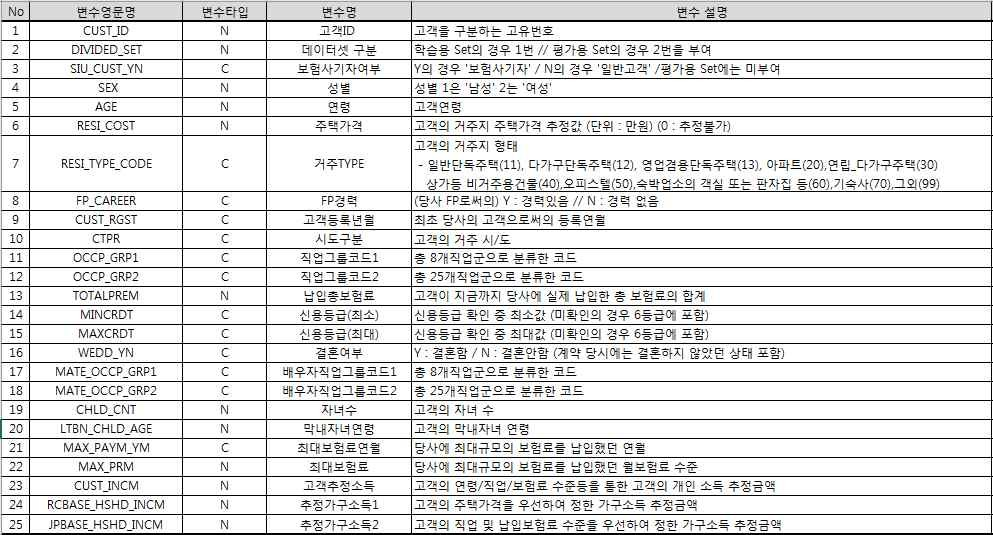 No 변수영문명 변수타입 변수명 변수 설명
1 CUST_ID N 고객ID 고객을 구분하는 고유번호
2 DIVIDED_SET N 데이터셋 구분 학습용 Set의 경우 1번 // 평가용 Set의 경우 2번을 부여
3 SIU_CUST_YN C 보험사기자여부 Y의 경우 '보험사기자' / N의 경우 '일반고객' /평가용 Set에는 미부여
4 SEX N 성별 성별 1은 '남성' 2는 '여성'
5 AGE N 연령 고객연령
6 RESI_COST N 주택가격 고객의 거주지 주택가격 추정값 (단위 : 만원) (0 : 추정불가)
7 RESI_TYPE_CODE C 거주TYPE 고객의 거주지 형태
- 일반단독주택(11), 다가구단독주택(12), 영업겸용단독주택(13), 아파트(20),연립_다가구주택(30)
상가등 비거주용건물(40),오피스텔(50),숙박업소의 객실 또는 판자집 등(60),기숙사(70),그외(99)
8 FP_CAREER C FP경력 (당사 FP로써의) Y : 경력있음 // N : 경력 없음
9 CUST_RGST C 고객등록년월 최초 당사의 고객으로써의 등록연월
10 CTPR C 시도구분 고객의 거주 시/도
11 OCCP_GRP1 C 직업그룹코드1 총 8개직업군으로 분류한 코드
12 OCCP_GRP2 C 직업그룹코드2 총 25개직업군으로 분류한 코드
13 TOTALPREM N 납입총보험료 고객이 지금까지 당사에 실제 납입한 총 보험료의 합계
14 MINCRDT C 신용등급(최소) 신용등급 확인 중 최소값 (미확인의 경우 6등급에 포함)
15 MAXCRDT C 신용등급(최대) 신용등급 확인 중 최대값 (미확인의 경우 6등급에 포함)
16 WEDD_YN C 결혼여부 Y : 결혼함 / N : 결혼안함 (계약 당시에는 결혼하지 않았던 상태 포함)
17 MATE_OCCP_GRP1 C 배우자직업그룹코드1 총 8개직업군으로 분류한 코드
18 MATE_OCCP_GRP2 C 배우자직업그룹코드2 총 25개직업군으로 분류한 코드
19 CHLD_CNT N 자녀수 고객의 자녀 수
20 LTBN_CHLD_AGE N 막내자녀연령 고객의 막내자녀 연령
21 MAX_PAYM_YM C 최대보험료연월 당사에 최대규모의 보험료를 납입했던 연월
22 MAX_PRM N 최대보험료 당사에 최대규모의 보험료를 납입했던 월보험료 수준
23 CUST_INCM N 고객추정소득 고객의 연령/직업/보험료 수준등을 통한 고객의 개인 소득 추정금액
24 RCBASE_HSHD_INCM N 추정가구소득1 고객의 주택가격을 우선하여 정한 가구소득 추정금액
25 JPBASE_HSHD_INCM N 추정가구소득2 고객의 직업 및 납입보험료 수준을 우선하여 정한 가구소득 추정금액